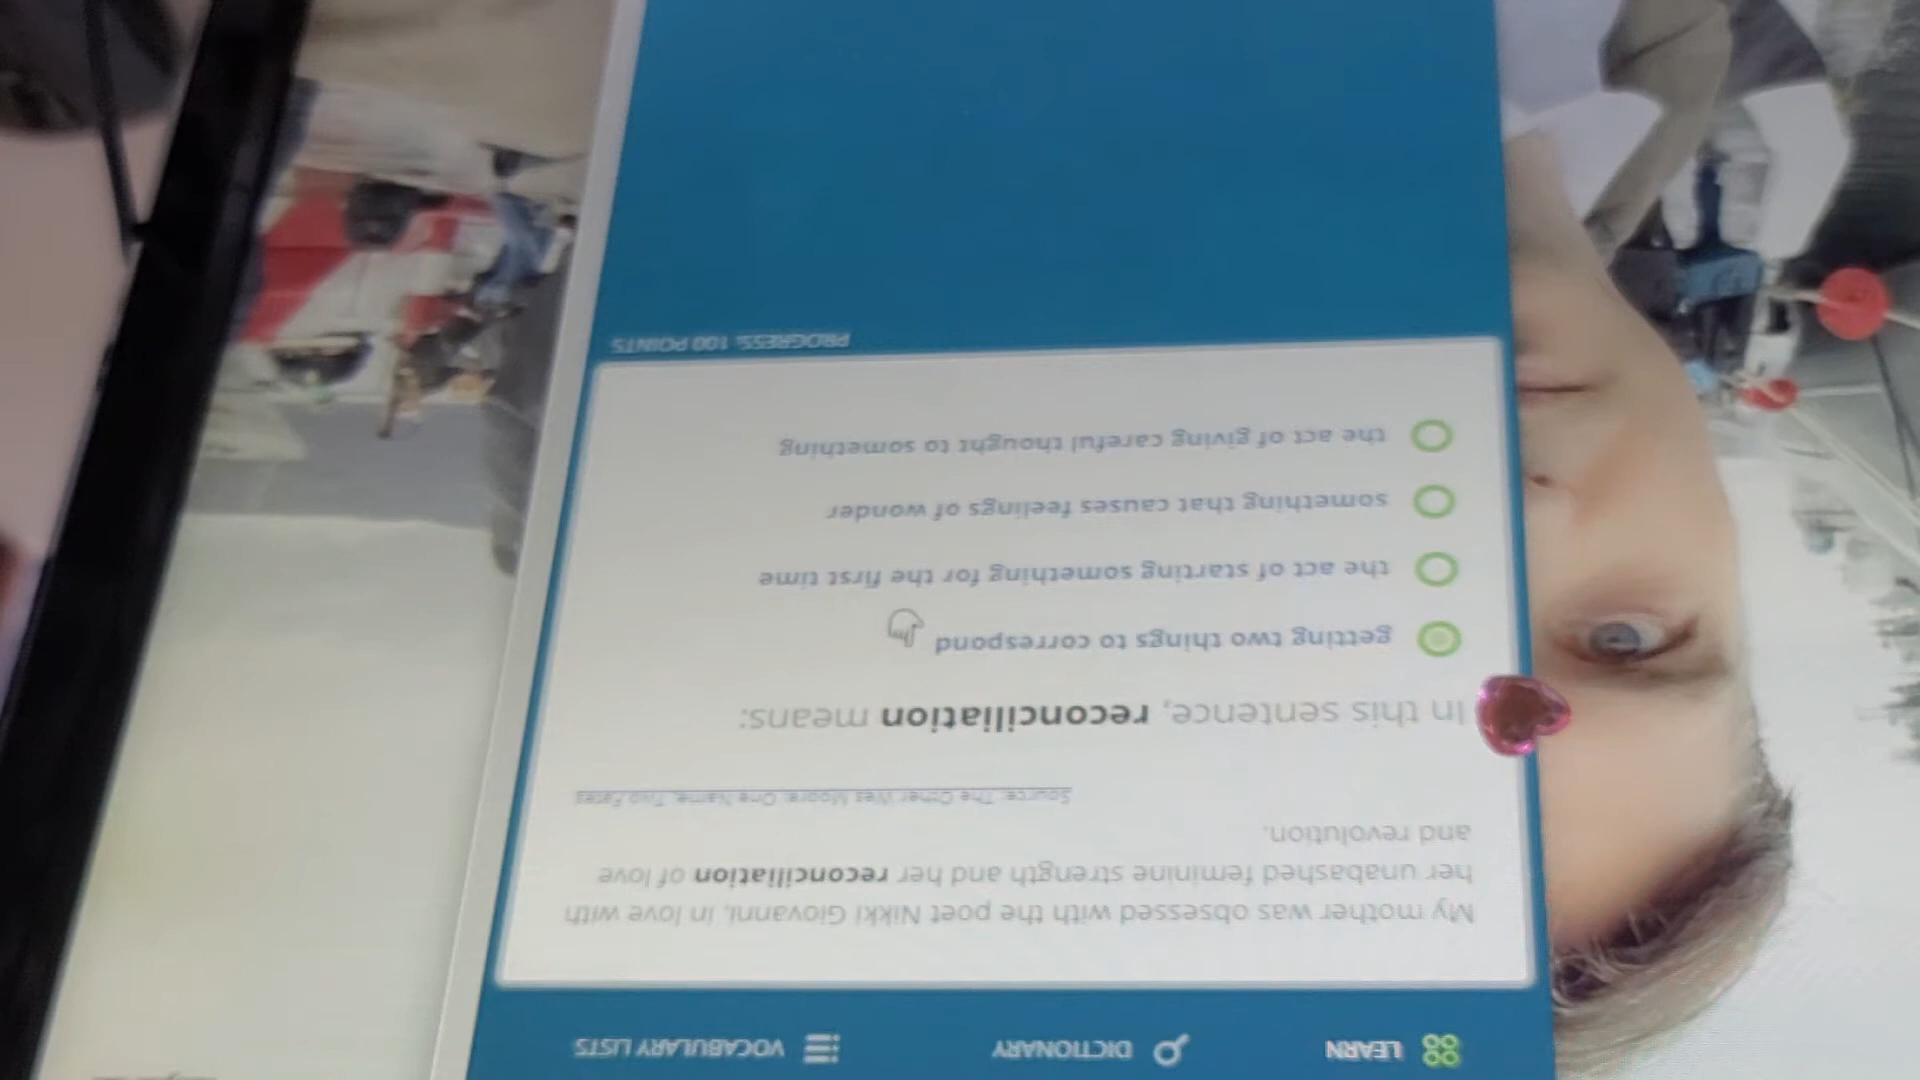 LEARN
DICTIONARY
VOCABULARY LISTS
My mother was obsessed with the poet Nikki Giovanni, in love with
her unabashed feminine strength and her reconciliation of love
and revolution.
Source: The Other Wes Moore: One Name, Two Fates
In this sentence, reconciliation means:
getting two things to correspond
the act of starting something for the first time
something that causes feelings of wonder
the act of giving careful thought to something
PROGRESS: 100 POINTS